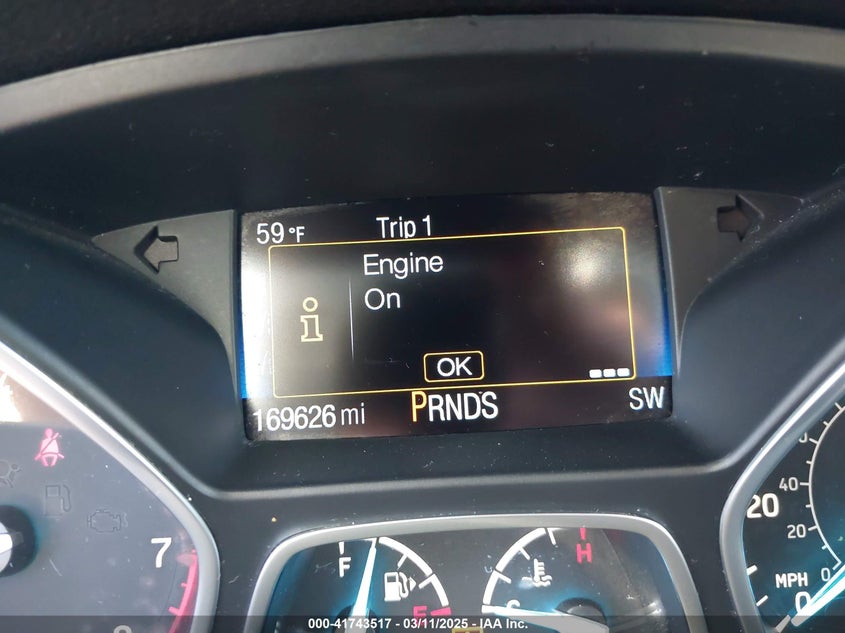 59 °F Trip 1
Engine
On
i
OK
169626 mi PRNDS SW
7
F
E
H
C
20
40
20
0
MPH
0
000-41743517 - 03/11/2025 - IAA Inc.